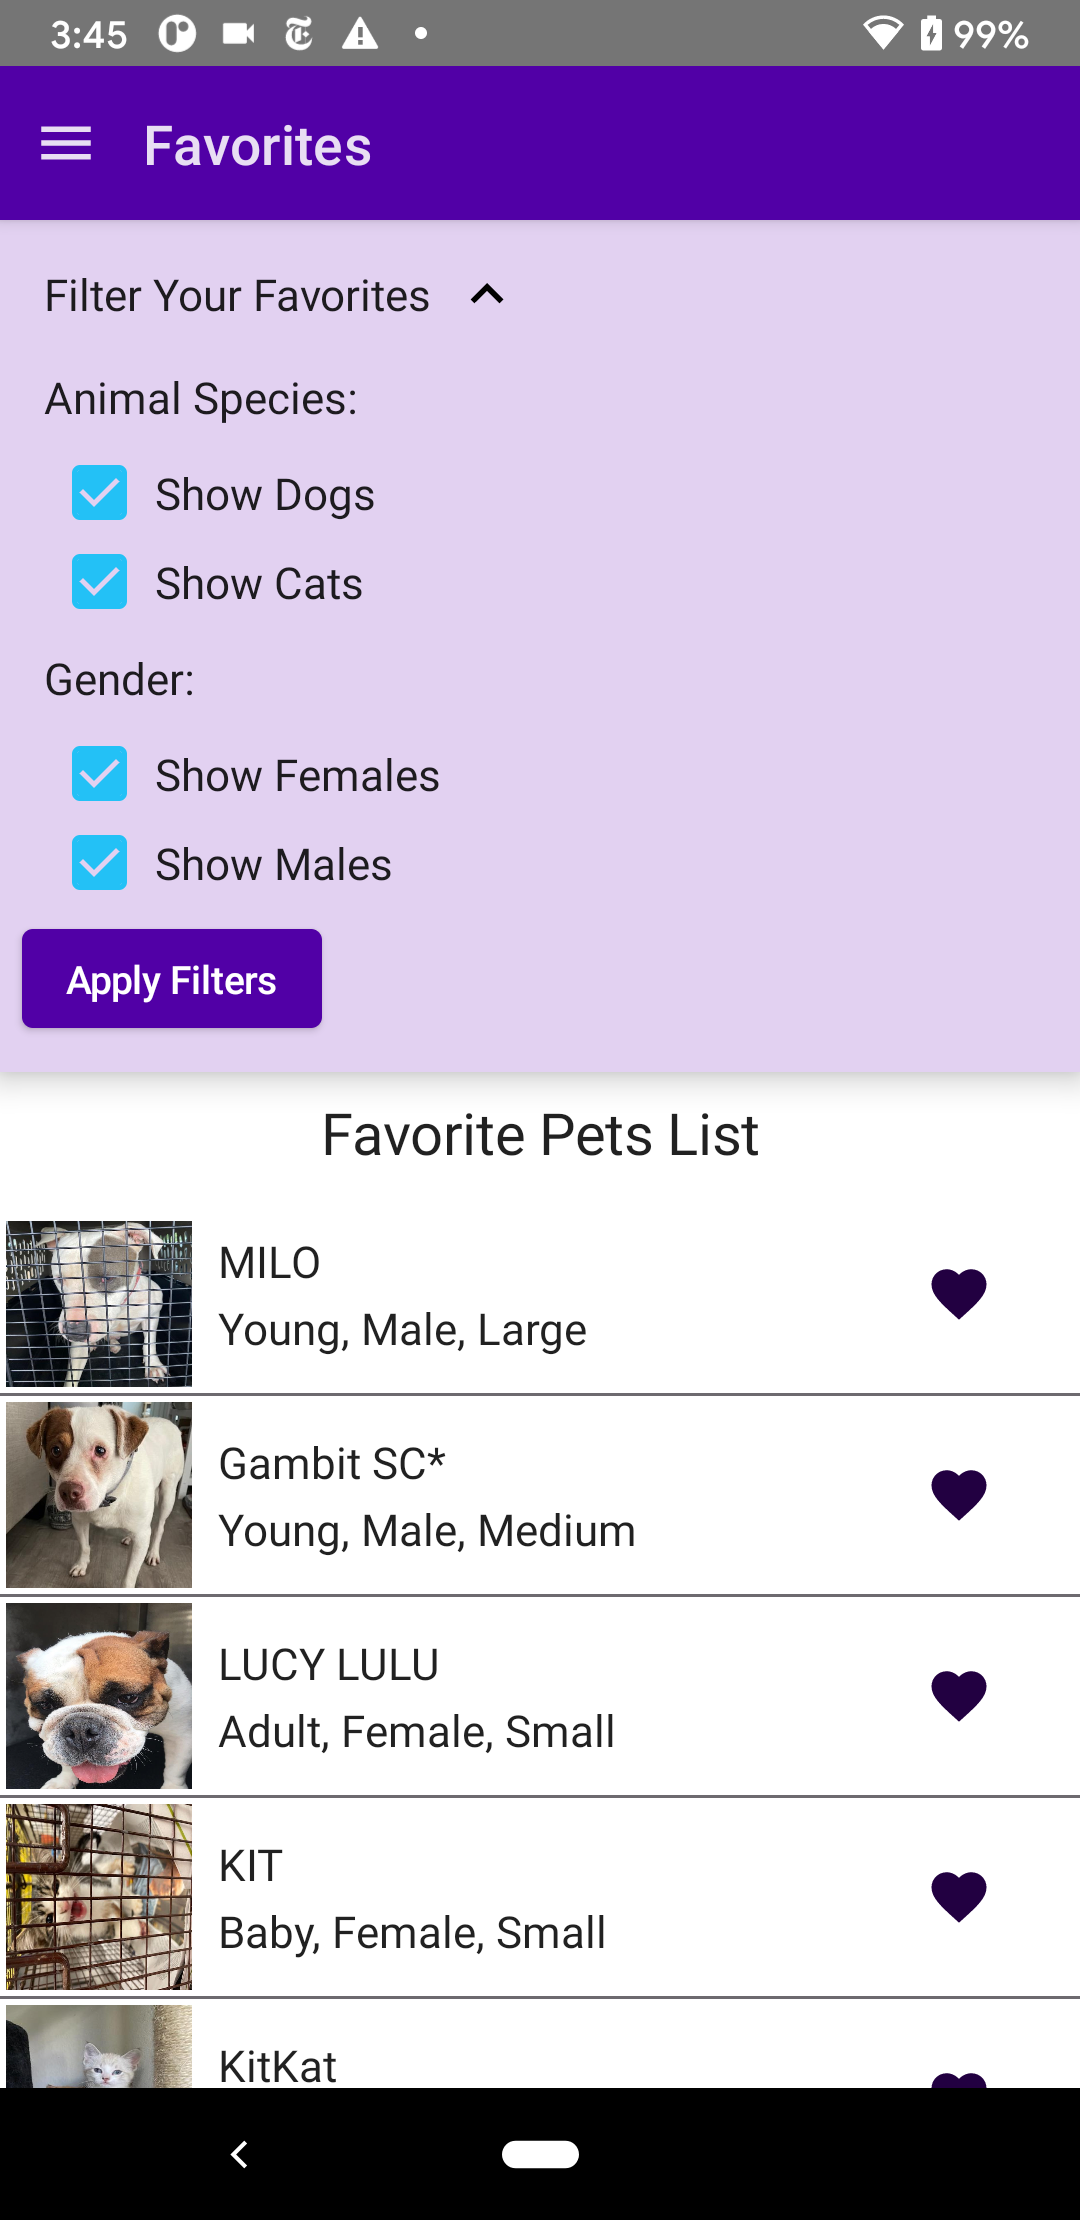 3:45
99%
Favorites
Filter Your Favorites
Animal Species:
Show Dogs
Show Cats
Gender:
Show Females
Show Males
Apply Filters
Favorite Pets List
MILO
Young, Male, Large
Gambit SC*
Young, Male, Medium
LUCY LULU
Adult, Female, Small
KIT
Baby, Female, Small
KitKat